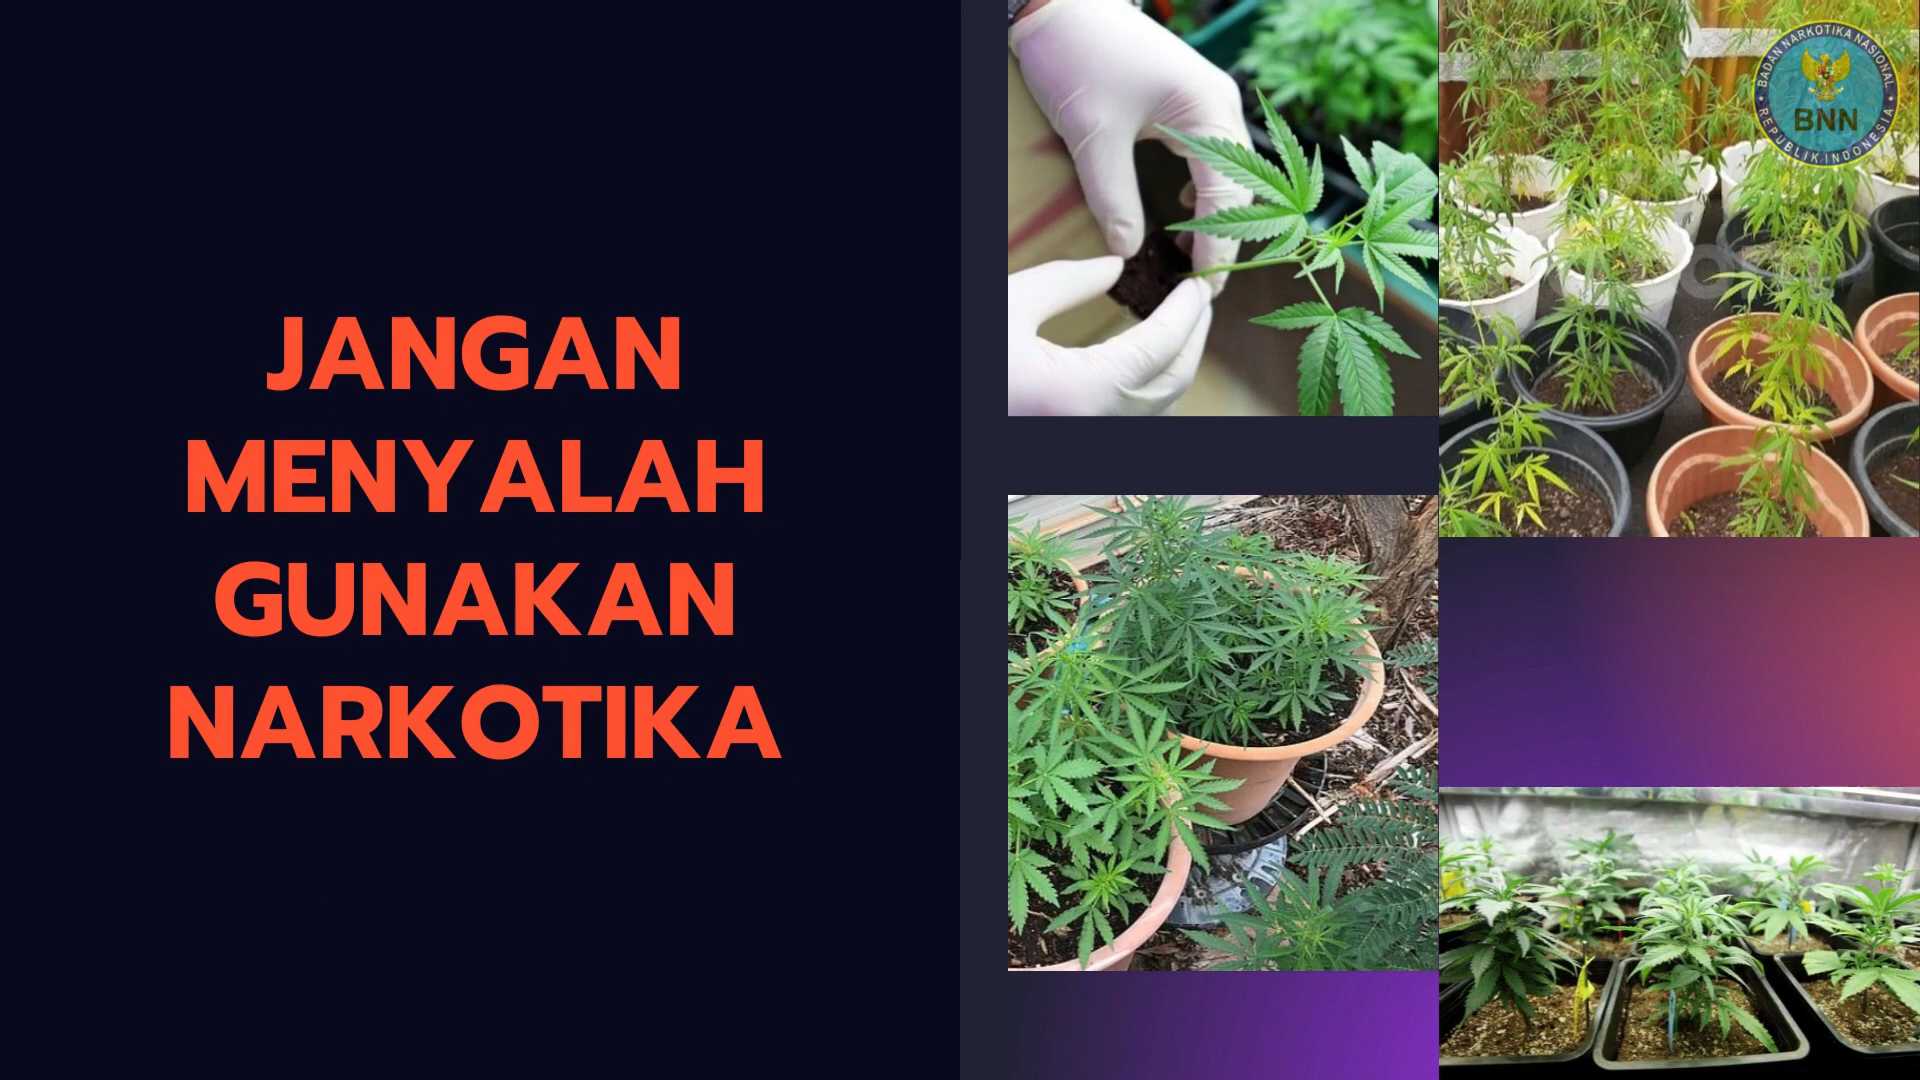 JANGAN
MENYALAH
GUNAKAN
NARKOTIKA
BADAN NARKOTIKA NASIONAL
BNN
REPUBLIK INDONESIA